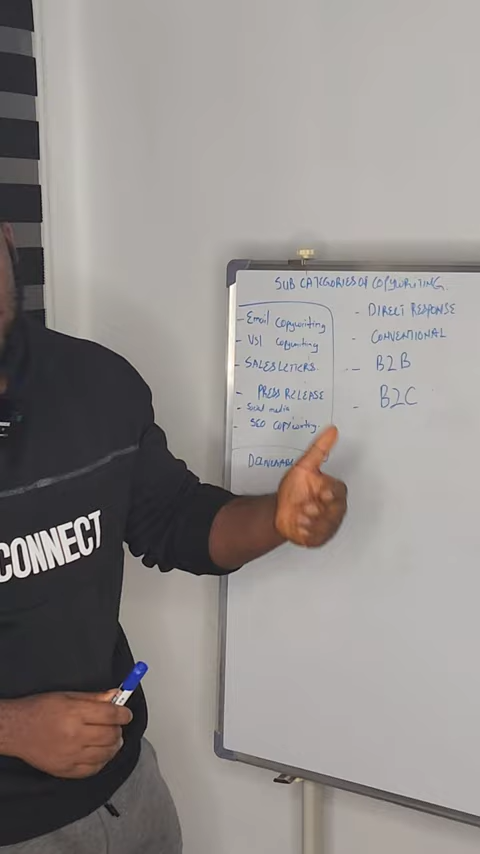 SUB CATEGORIES OF COPYWRITING.
- Email Copywriting
- VSL Copywriting
- SALES LETTERS
- PRESS RELEASE
- Social media
- SEO Copywriting.
- DIRECT RESPONSE
- CONVENTIONAL
- B2B
- B2C
CONNECT